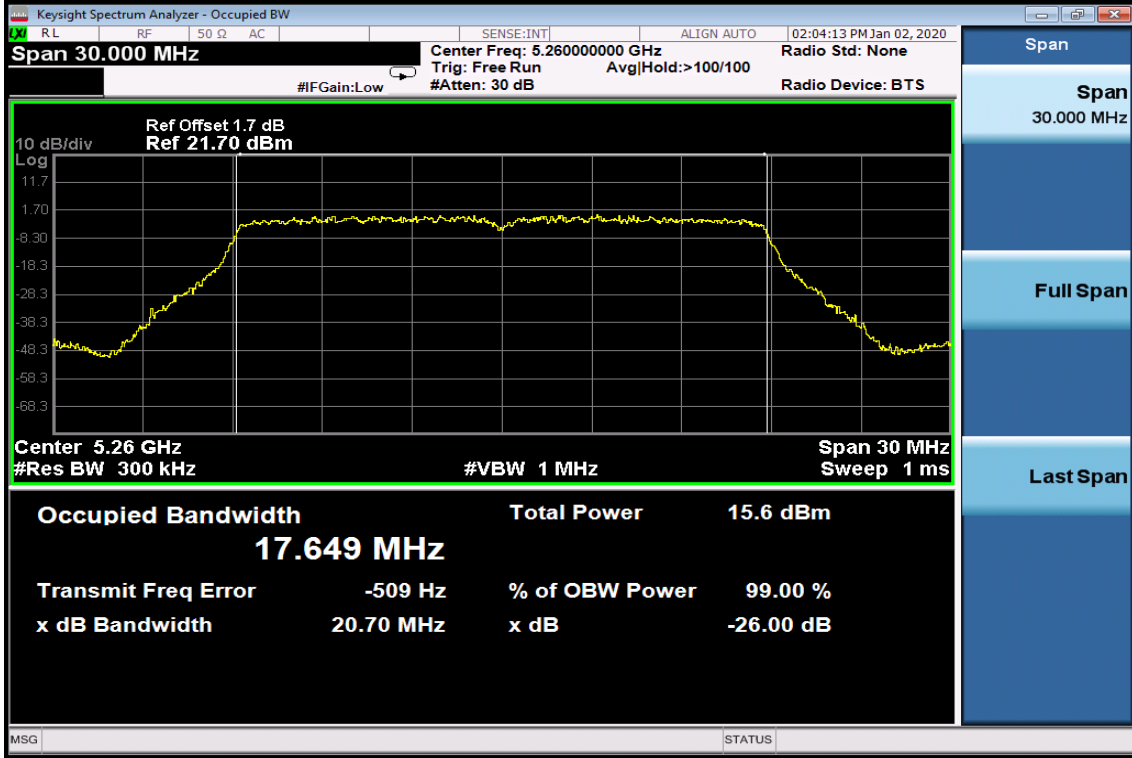 Keysight Spectrum Analyzer - Occupied BW
LXI RL RF 50 Ω AC SENSE:INT ALIGN AUTO 02:04:13 PM Jan 02, 2020
Span 30.000 MHz
Center Freq: 5.260000000 GHz Radio Std: None
Trig: Free Run Avg|Hold:>100/100
#IFGain:Low #Atten: 30 dB Radio Device: BTS
Ref Offset 1.7 dB
10 dB/div Ref 21.70 dBm
Log
11.7
1.70
-8.30
-18.3
-28.3
-38.3
-48.3
-58.3
-68.3
Center 5.26 GHz Span 30 MHz
#Res BW 300 kHz #VBW 1 MHz Sweep 1 ms
Occupied Bandwidth Total Power 15.6 dBm
17.649 MHz
Transmit Freq Error -509 Hz % of OBW Power 99.00 %
x dB Bandwidth 20.70 MHz x dB -26.00 dB
MSG STATUS
Span
Span
30.000 MHz
Full Span
Last Span